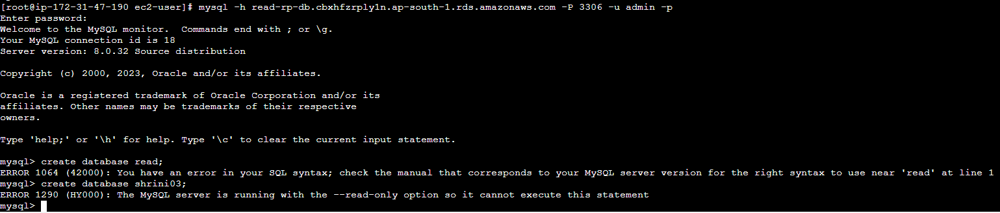 [root@ip-172-31-47-190 ec2-user]# mysql -h read-rp-db.cbxhfzrply1n.ap-south-1.rds.amazonaws.com -P 3306 -u admin -p
Enter password:
Welcome to the MySQL monitor.  Commands end with ; or \g.
Your MySQL connection id is 18
Server version: 8.0.32 Source distribution
Copyright (c) 2000, 2023, Oracle and/or its affiliates.
Oracle is a registered trademark of Oracle Corporation and/or its
affiliates. Other names may be trademarks of their respective
owners.
Type 'help;' or '\h' for help. Type '\c' to clear the current input statement.
mysql> create database read;
ERROR 1064 (42000): You have an error in your SQL syntax; check the manual that corresponds to your MySQL server version for the right syntax to use near 'read' at line 1
mysql> create database shrini03;
ERROR 1290 (HY000): The MySQL server is running with the --read-only option so it cannot execute this statement
mysql>